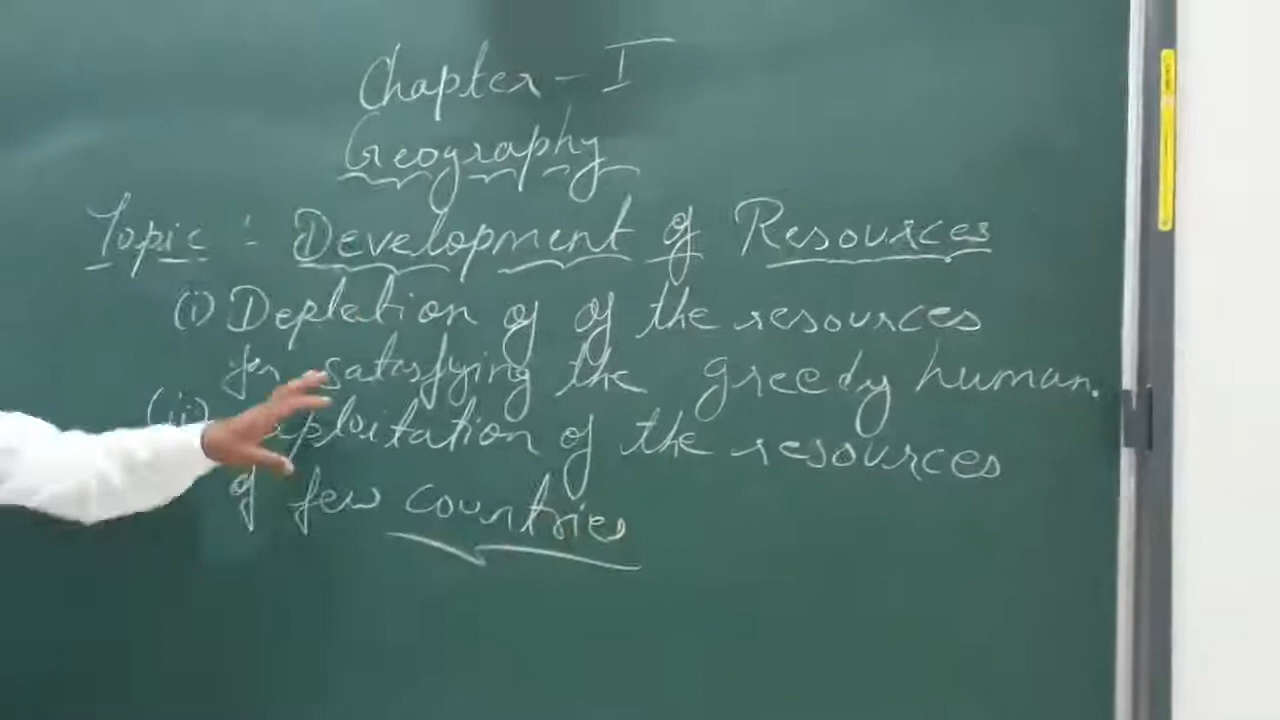 Chapter - I
Geography
Topic : Development of Resources
(i) Depletion of of the resources
for satisfying the greedy human.
(ii) of the resources
of few countries